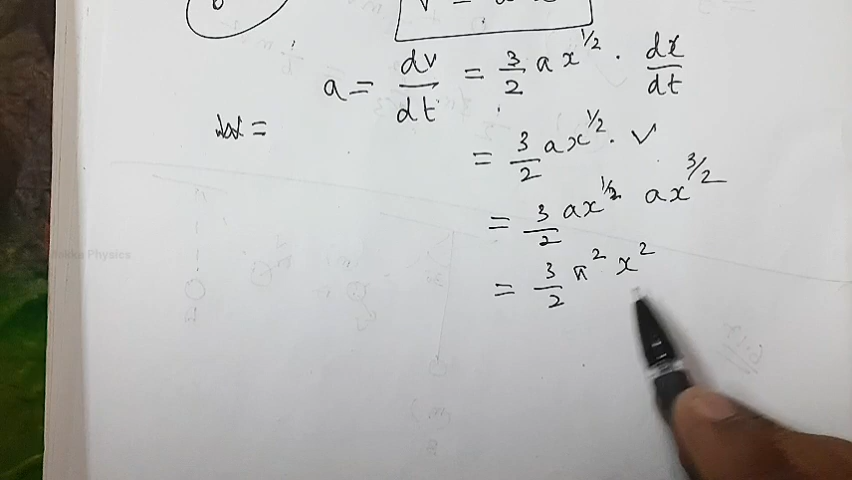 a = dv/dt = 3/2 a x^1/2 . dx/dt
= 3/2 a x^1/2 . v
= 3/2 a x^1/2 a x^3/2
= 3/2 a^2 x^2